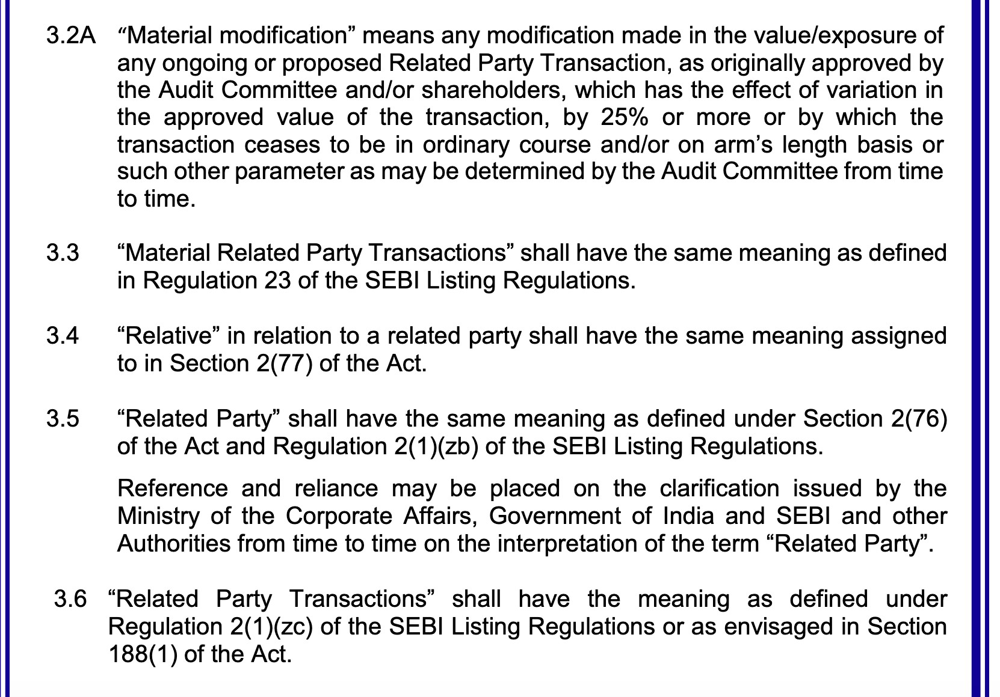 3.2A “Material modification” means any modification made in the value/exposure of
any ongoing or proposed Related Party Transaction, as originally approved by
the Audit Committee and/or shareholders, which has the effect of variation in
the approved value of the transaction, by 25% or more or by which the
transaction ceases to be in ordinary course and/or on arm’s length basis or
such other parameter as may be determined by the Audit Committee from time
to time.
3.3 “Material Related Party Transactions” shall have the same meaning as defined
in Regulation 23 of the SEBI Listing Regulations.
3.4 “Relative” in relation to a related party shall have the same meaning assigned
to in Section 2(77) of the Act.
3.5 “Related Party” shall have the same meaning as defined under Section 2(76)
of the Act and Regulation 2(1)(zb) of the SEBI Listing Regulations.
Reference and reliance may be placed on the clarification issued by the
Ministry of the Corporate Affairs, Government of India and SEBI and other
Authorities from time to time on the interpretation of the term “Related Party”.
3.6 “Related Party Transactions” shall have the meaning as defined under
Regulation 2(1)(zc) of the SEBI Listing Regulations or as envisaged in Section
188(1) of the Act.